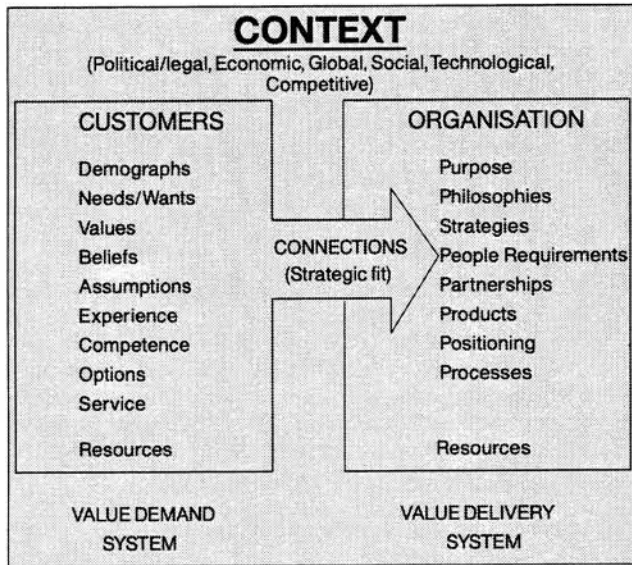 CONTEXT
(Political/legal, Economic, Global, Social, Technological,
Competitive)
CUSTOMERS
Demographs
Needs/Wants
Values
Beliefs
Assumptions
Experience
Competence
Options
Service
Resources
CONNECTIONS
(Strategic fit)
ORGANISATION
Purpose
Philosophies
Strategies
People Requirements
Partnerships
Products
Positioning
Processes
Resources
VALUE DEMAND
SYSTEM
VALUE DELIVERY
SYSTEM